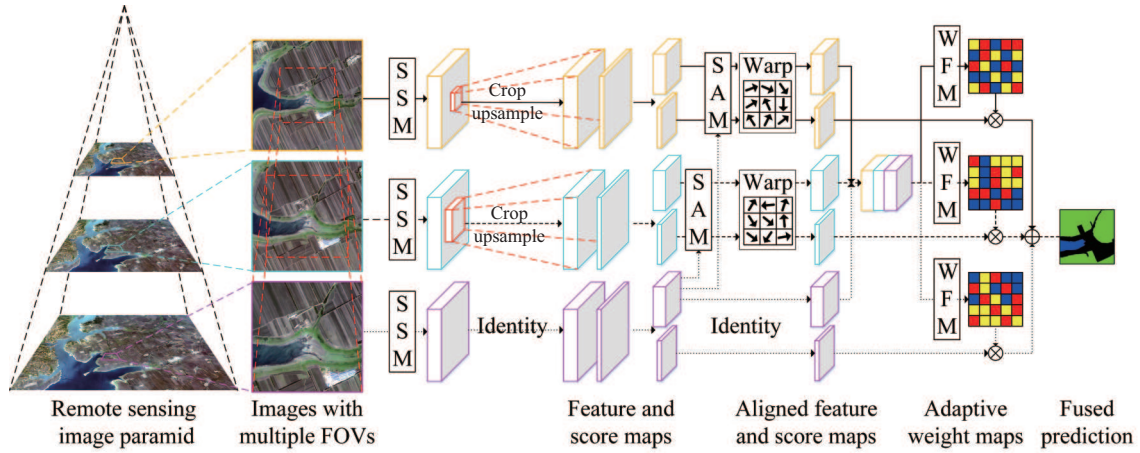 S
S
M
Crop
upsample
S
A
M
Warp
W
F
M
S
S
M
Crop
upsample
S
A
M
Warp
W
F
M
S
S
M
Identity
Identity
W
F
M
Remote sensing
image paramid
Images with
multiple FOVs
Feature and
score maps
Aligned feature
and score maps
Adaptive
weight maps
Fused
prediction